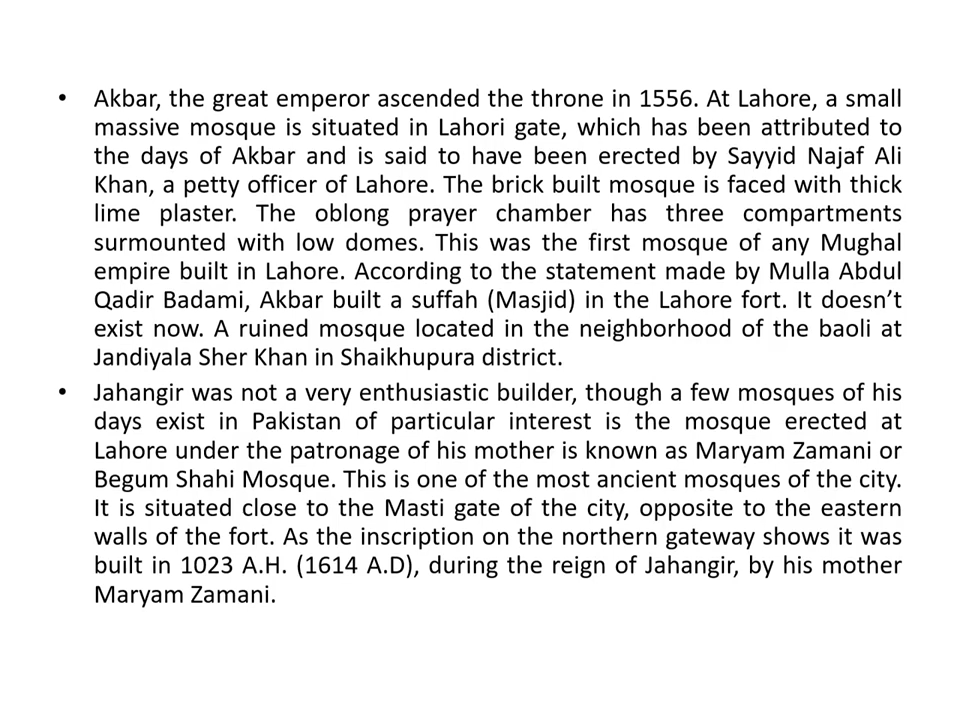 • Akbar, the great emperor ascended the throne in 1556. At Lahore, a small
massive mosque is situated in Lahori gate, which has been attributed to
the days of Akbar and is said to have been erected by Sayyid Najaf Ali
Khan, a petty officer of Lahore. The brick built mosque is faced with thick
lime plaster. The oblong prayer chamber has three compartments
surmounted with low domes. This was the first mosque of any Mughal
empire built in Lahore. According to the statement made by Mulla Abdul
Qadir Badami, Akbar built a suffah (Masjid) in the Lahore fort. It doesn’t
exist now. A ruined mosque located in the neighborhood of the baoli at
Jandiyala Sher Khan in Shaikhupura district.
• Jahangir was not a very enthusiastic builder, though a few mosques of his
days exist in Pakistan of particular interest is the mosque erected at
Lahore under the patronage of his mother is known as Maryam Zamani or
Begum Shahi Mosque. This is one of the most ancient mosques of the city.
It is situated close to the Masti gate of the city, opposite to the eastern
walls of the fort. As the inscription on the northern gateway shows it was
built in 1023 A.H. (1614 A.D), during the reign of Jahangir, by his mother
Maryam Zamani.